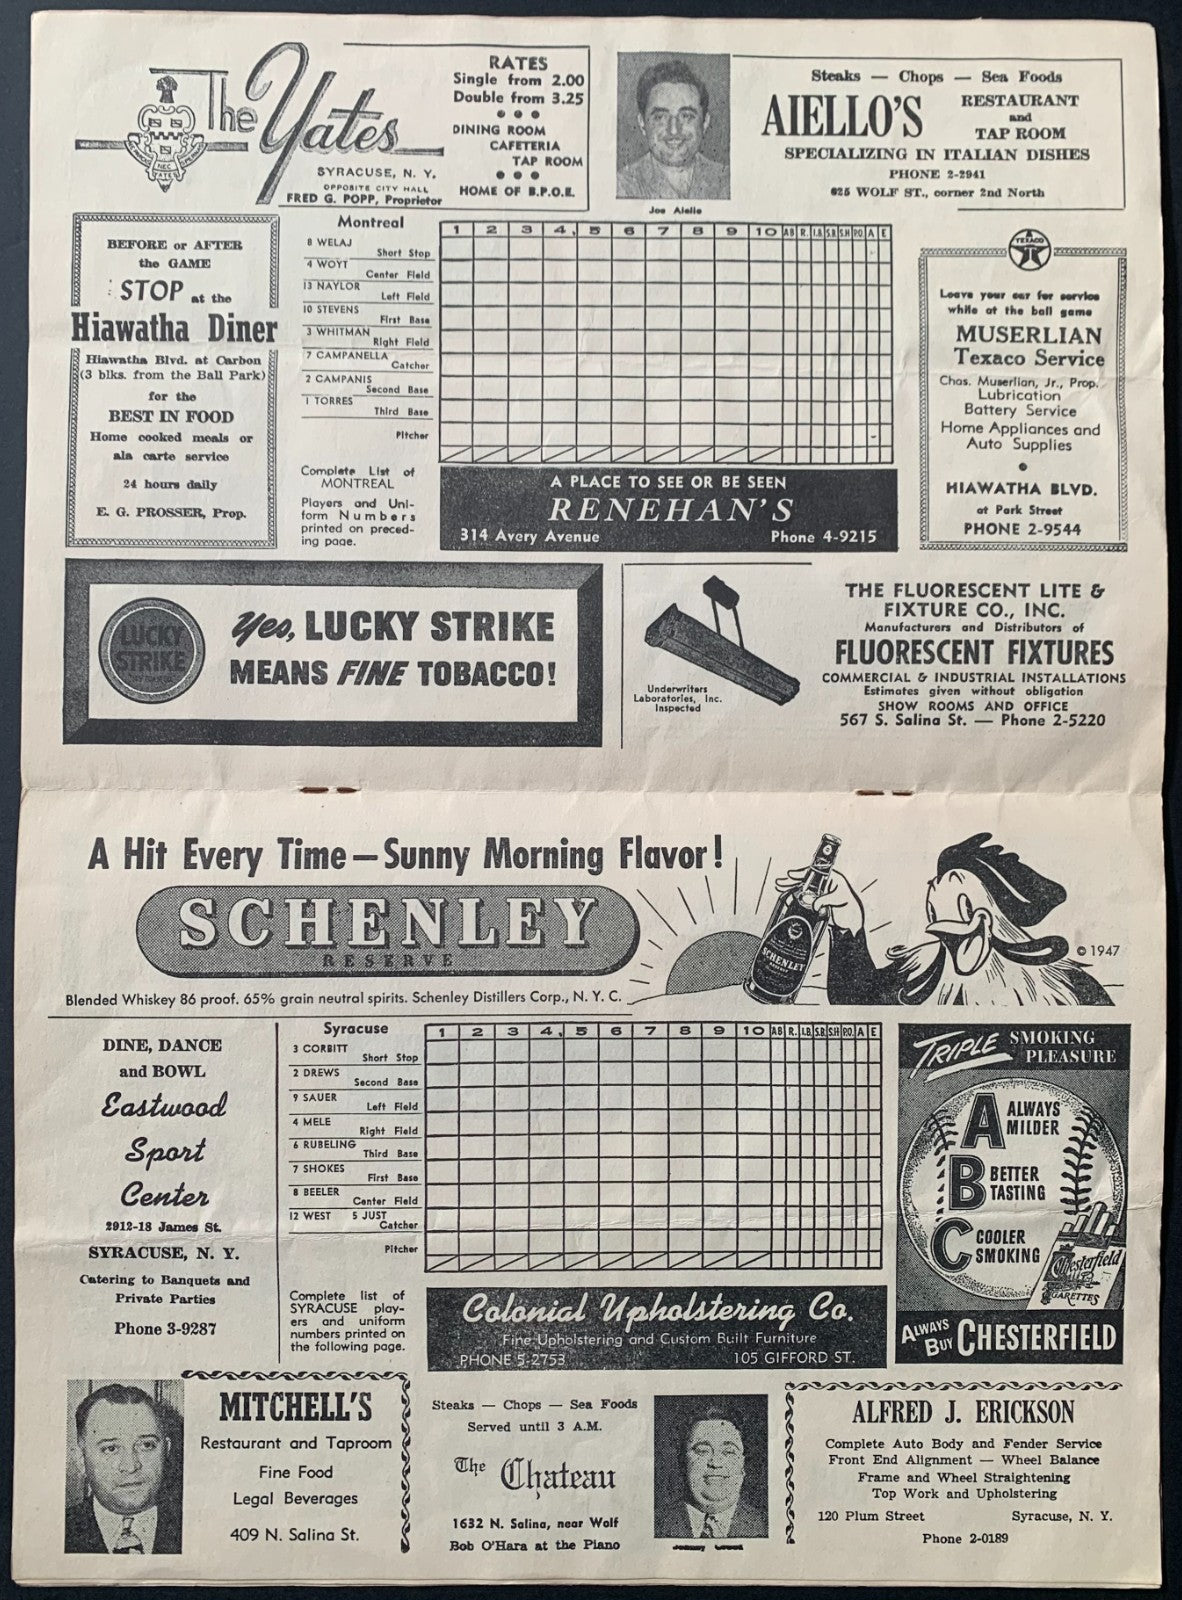 The Yates
SYRACUSE, N. Y.
OPPOSITE CITY HALL
FRED G. POPP, Proprietor
RATES
Single from 2.00
Double from 3.25
DINING ROOM
CAFETERIA
TAP ROOM
HOME OF B.P.O.E.
Joe Aiello
Steaks — Chops — Sea Foods
AIELLO'S
RESTAURANT
and
TAP ROOM
SPECIALIZING IN ITALIAN DISHES
PHONE 2-2941
825 WOLF ST., corner 2nd North
BEFORE or AFTER
the GAME
STOP at the
Hiawatha Diner
Hiawatha Blvd. at Carbon
(3 blks. from the Ball Park)
for the
BEST IN FOOD
Home cooked meals or
ala carte service
24 hours daily
E. G. PROSSER, Prop.
Montreal
1 2 3 4 5 6 7 8 9 10 AB R. I.B. S.B. S.H P.O. A E
8 WELAJ
Short Stop
4 WOYT
Center Field
13 NAYLOR
Left Field
10 STEVENS
First Base
3 WHITMAN
Right Field
7 CAMPANELLA
Catcher
2 CAMPANIS
Second Base
1 TORRES
Third Base
Pitcher
Complete List of
MONTREAL
Players and Uni-
form Numbers
printed on preced-
ing page.
A PLACE TO SEE OR BE SEEN
RENEHAN'S
314 Avery Avenue Phone 4-9215
TEXACO
Leave your car for service
while at the ball game
MUSERLIAN
Texaco Service
Chas. Muserlian, Jr., Prop.
Lubrication
Battery Service
Home Appliances and
Auto Supplies
HIAWATHA BLVD.
at Park Street
PHONE 2-9544
LUCKY
STRIKE
Yes, LUCKY STRIKE
MEANS FINE TOBACCO!
Underwriters
Laboratories, Inc.
Inspected
THE FLUORESCENT LITE &
FIXTURE CO., INC.
Manufacturers and Distributors of
FLUORESCENT FIXTURES
COMMERCIAL & INDUSTRIAL INSTALLATIONS
Estimates given without obligation
SHOW ROOMS AND OFFICE
567 S. Salina St. — Phone 2-5220
A Hit Every Time—Sunny Morning Flavor!
SCHENLEY
RESERVE
SCHENLEY
© 1947
Blended Whiskey 86 proof. 65% grain neutral spirits. Schenley Distillers Corp., N. Y. C.
DINE, DANCE
and BOWL
Eastwood
Sport
Center
2912-18 James St.
SYRACUSE, N. Y.
Catering to Banquets and
Private Parties
Phone 3-9287
Syracuse
1 2 3 4 5 6 7 8 9 10 AB R. I.B. S.B. S.H P.O. A E
3 CORBITT
Short Stop
2 DREWS
Second Base
9 SAUER
Left Field
4 MELE
Right Field
6 RUBELING
Third Base
7 SHOKES
First Base
8 BEELER
Center Field
12 WEST 5 JUST
Catcher
Pitcher
Complete list of
SYRACUSE play-
ers and uniform
numbers printed on
the following page.
Colonial Upholstering Co.
Fine Upholstering and Custom Built Furniture
PHONE 5-2753 105 GIFFORD ST.
TRIPLE SMOKING
PLEASURE
A ALWAYS
MILDER
B BETTER
TASTING
C COOLER
SMOKING
Chesterfield
CIGARETTES
ALWAYS
BUY CHESTERFIELD
MITCHELL'S
Restaurant and Taproom
Fine Food
Legal Beverages
409 N. Salina St.
Steaks — Chops — Sea Foods
Served until 3 A.M.
The Chateau
1632 N. Salina, near Wolf
Bob O'Hara at the Piano
ALFRED J. ERICKSON
Complete Auto Body and Fender Service
Front End Alignment — Wheel Balance
Frame and Wheel Straightening
Top Work and Upholstering
120 Plum Street Syracuse, N. Y.
Phone 2-0189